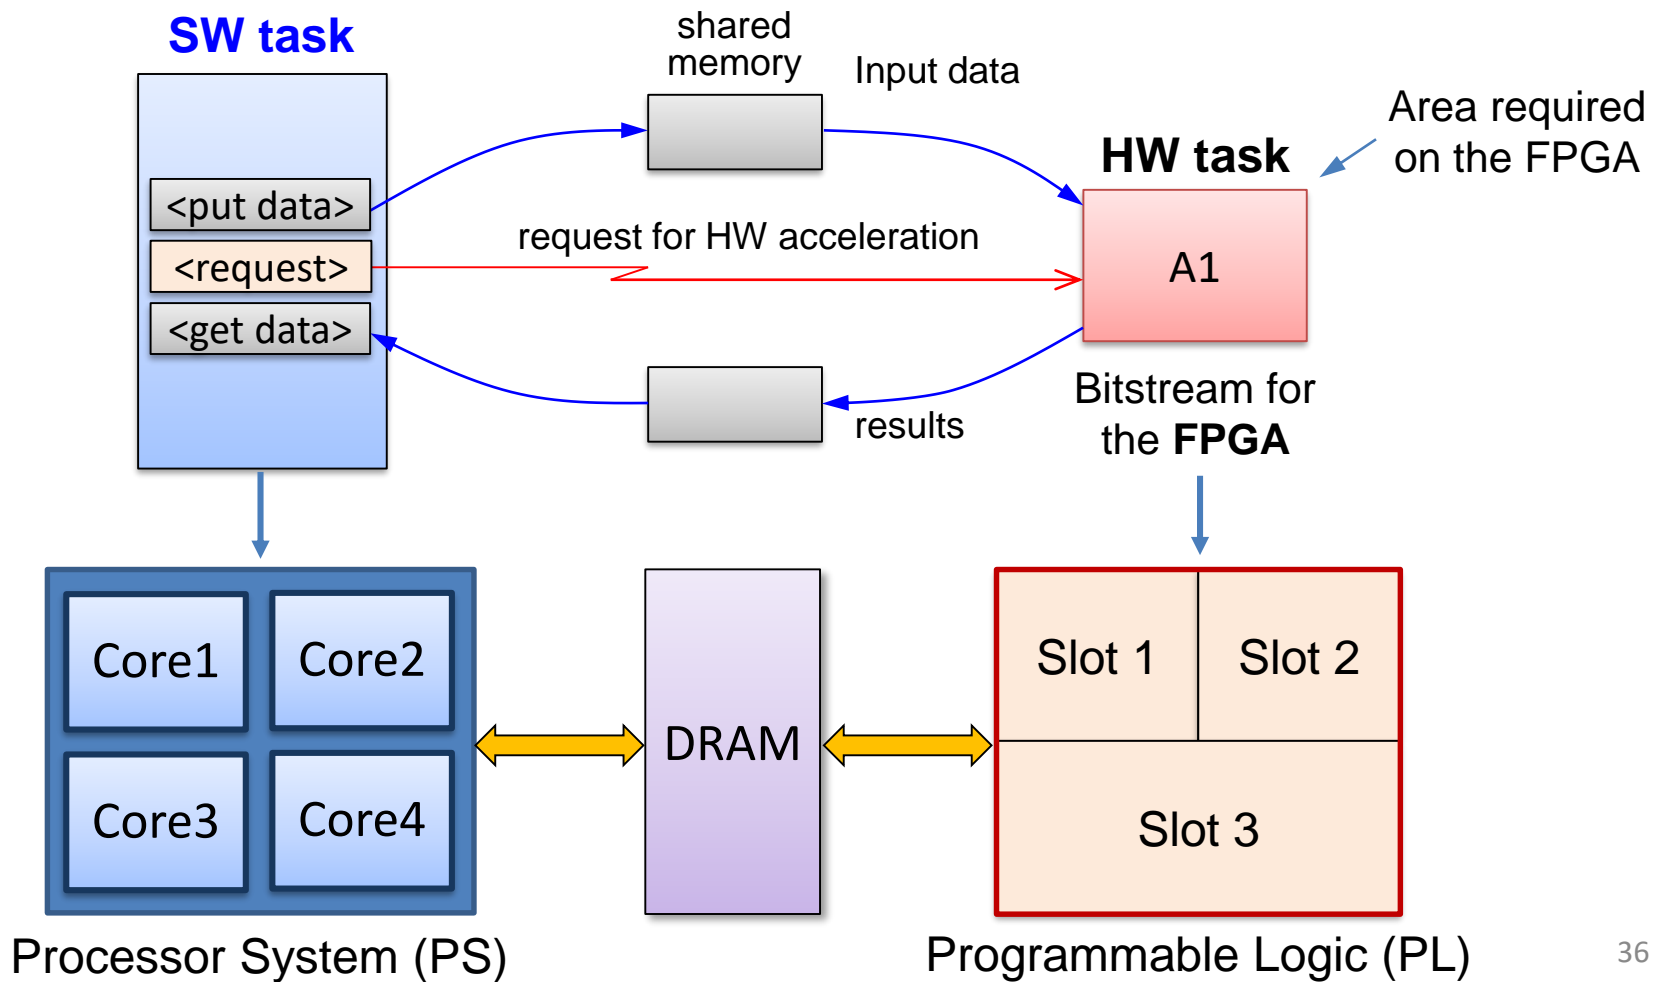 SW task
shared
memory
Input data
Area required
on the FPGA
HW task
<put data>
request for HW acceleration
<request>
A1
<get data>
Bitstream for
the FPGA
results
Core1
Core2
Slot 1
Slot 2
DRAM
Core3
Core4
Slot 3
Processor System (PS)
Programmable Logic (PL)
36